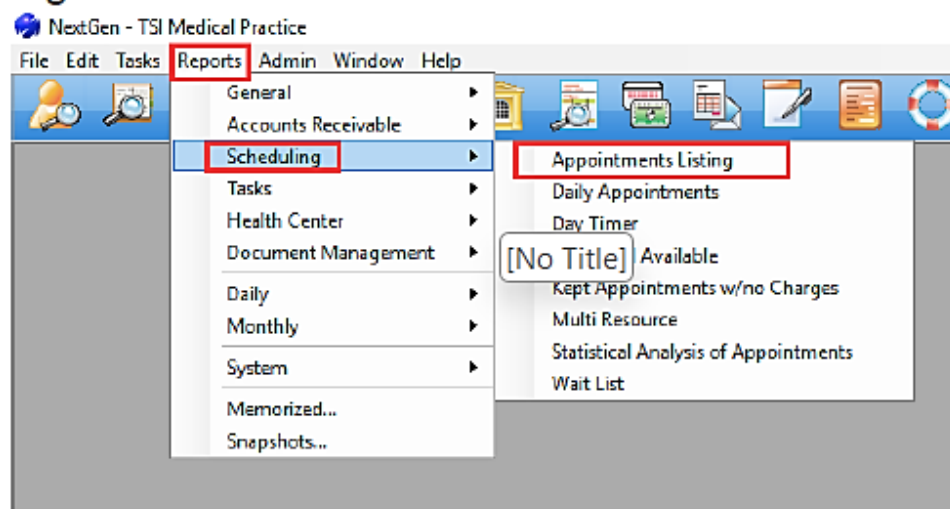 NextGen - TSI Medical Practice
File Edit Tasks Reports Admin Window Help
General
Accounts Receivable
Scheduling
Tasks
Health Center
Document Management
Daily
Monthly
System
Memorized...
Snapshots...
Appointments Listing
Daily Appointments
Day Timer
[No Title] Available
Kept Appointments w/no Charges
Multi Resource
Statistical Analysis of Appointments
Wait List